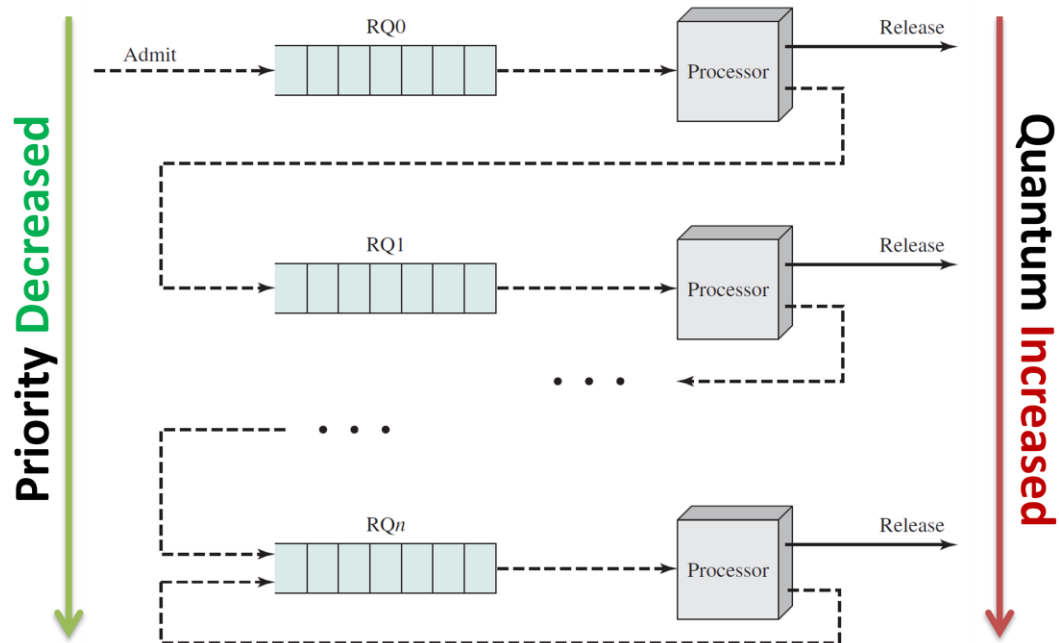 RQ0
Admit
Processor
Release
RQ1
Processor
Release
• • •
• • •
RQn
Processor
Release
Priority Decreased
Quantum Increased